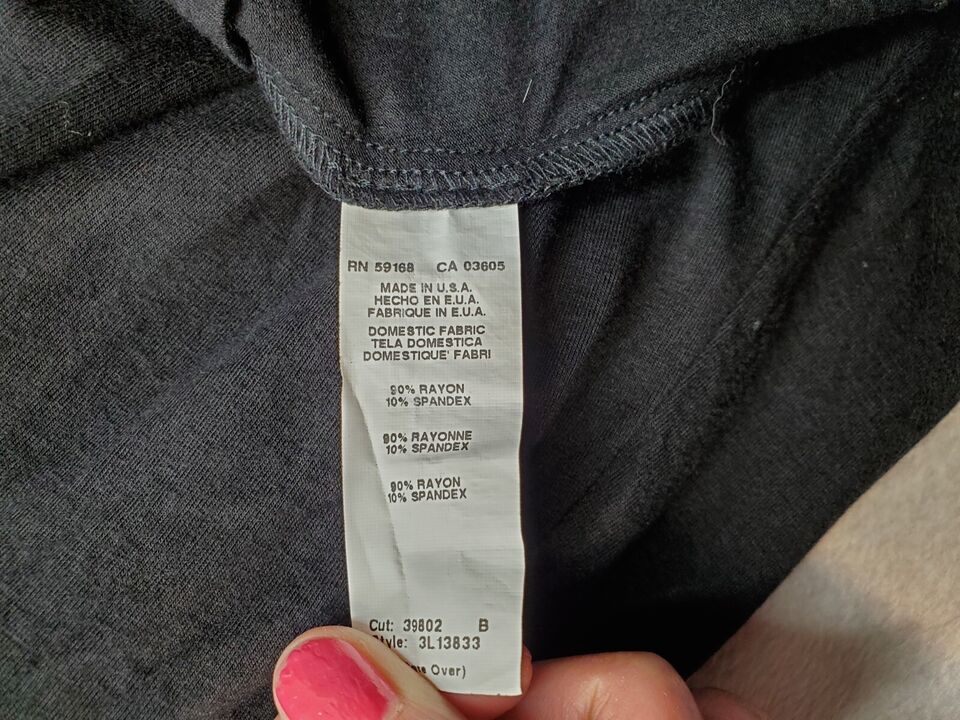 RN 59168 CA 03605
MADE IN U.S.A.
HECHO EN E.U.A.
FABRIQUE IN E.U.A.
DOMESTIC FABRIC
TELA DOMESTICA
DOMESTIQUE' FABRI
90% RAYON
10% SPANDEX
90% RAYONNE
10% SPANDEX
90% RAYON
10% SPANDEX
Cut: 39802 B
3L13833
Over)